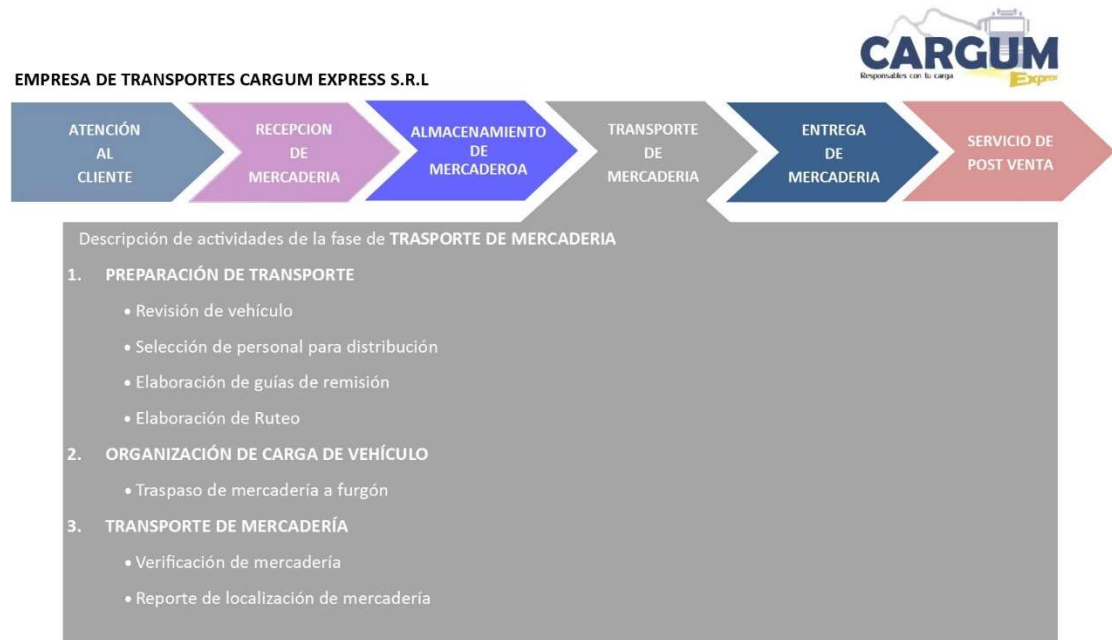 CARGUM
Responsables con tu carga
Express
EMPRESA DE TRANSPORTES CARGUM EXPRESS S.R.L
ATENCIÓN
AL
CLIENTE
RECEPCION
DE
MERCADERIA
ALMACENAMIENTO
DE
MERCADEROA
TRANSPORTE
DE
MERCADERIA
ENTREGA
DE
MERCADERIA
SERVICIO DE
POST VENTA
Descripción de actividades de la fase de TRASPORTE DE MERCADERIA
1. PREPARACIÓN DE TRANSPORTE
• Revisión de vehículo
• Selección de personal para distribución
• Elaboración de guías de remisión
• Elaboración de Ruteo
2. ORGANIZACIÓN DE CARGA DE VEHÍCULO
• Traspaso de mercadería a furgón
3. TRANSPORTE DE MERCADERÍA
• Verificación de mercadería
• Reporte de localización de mercadería